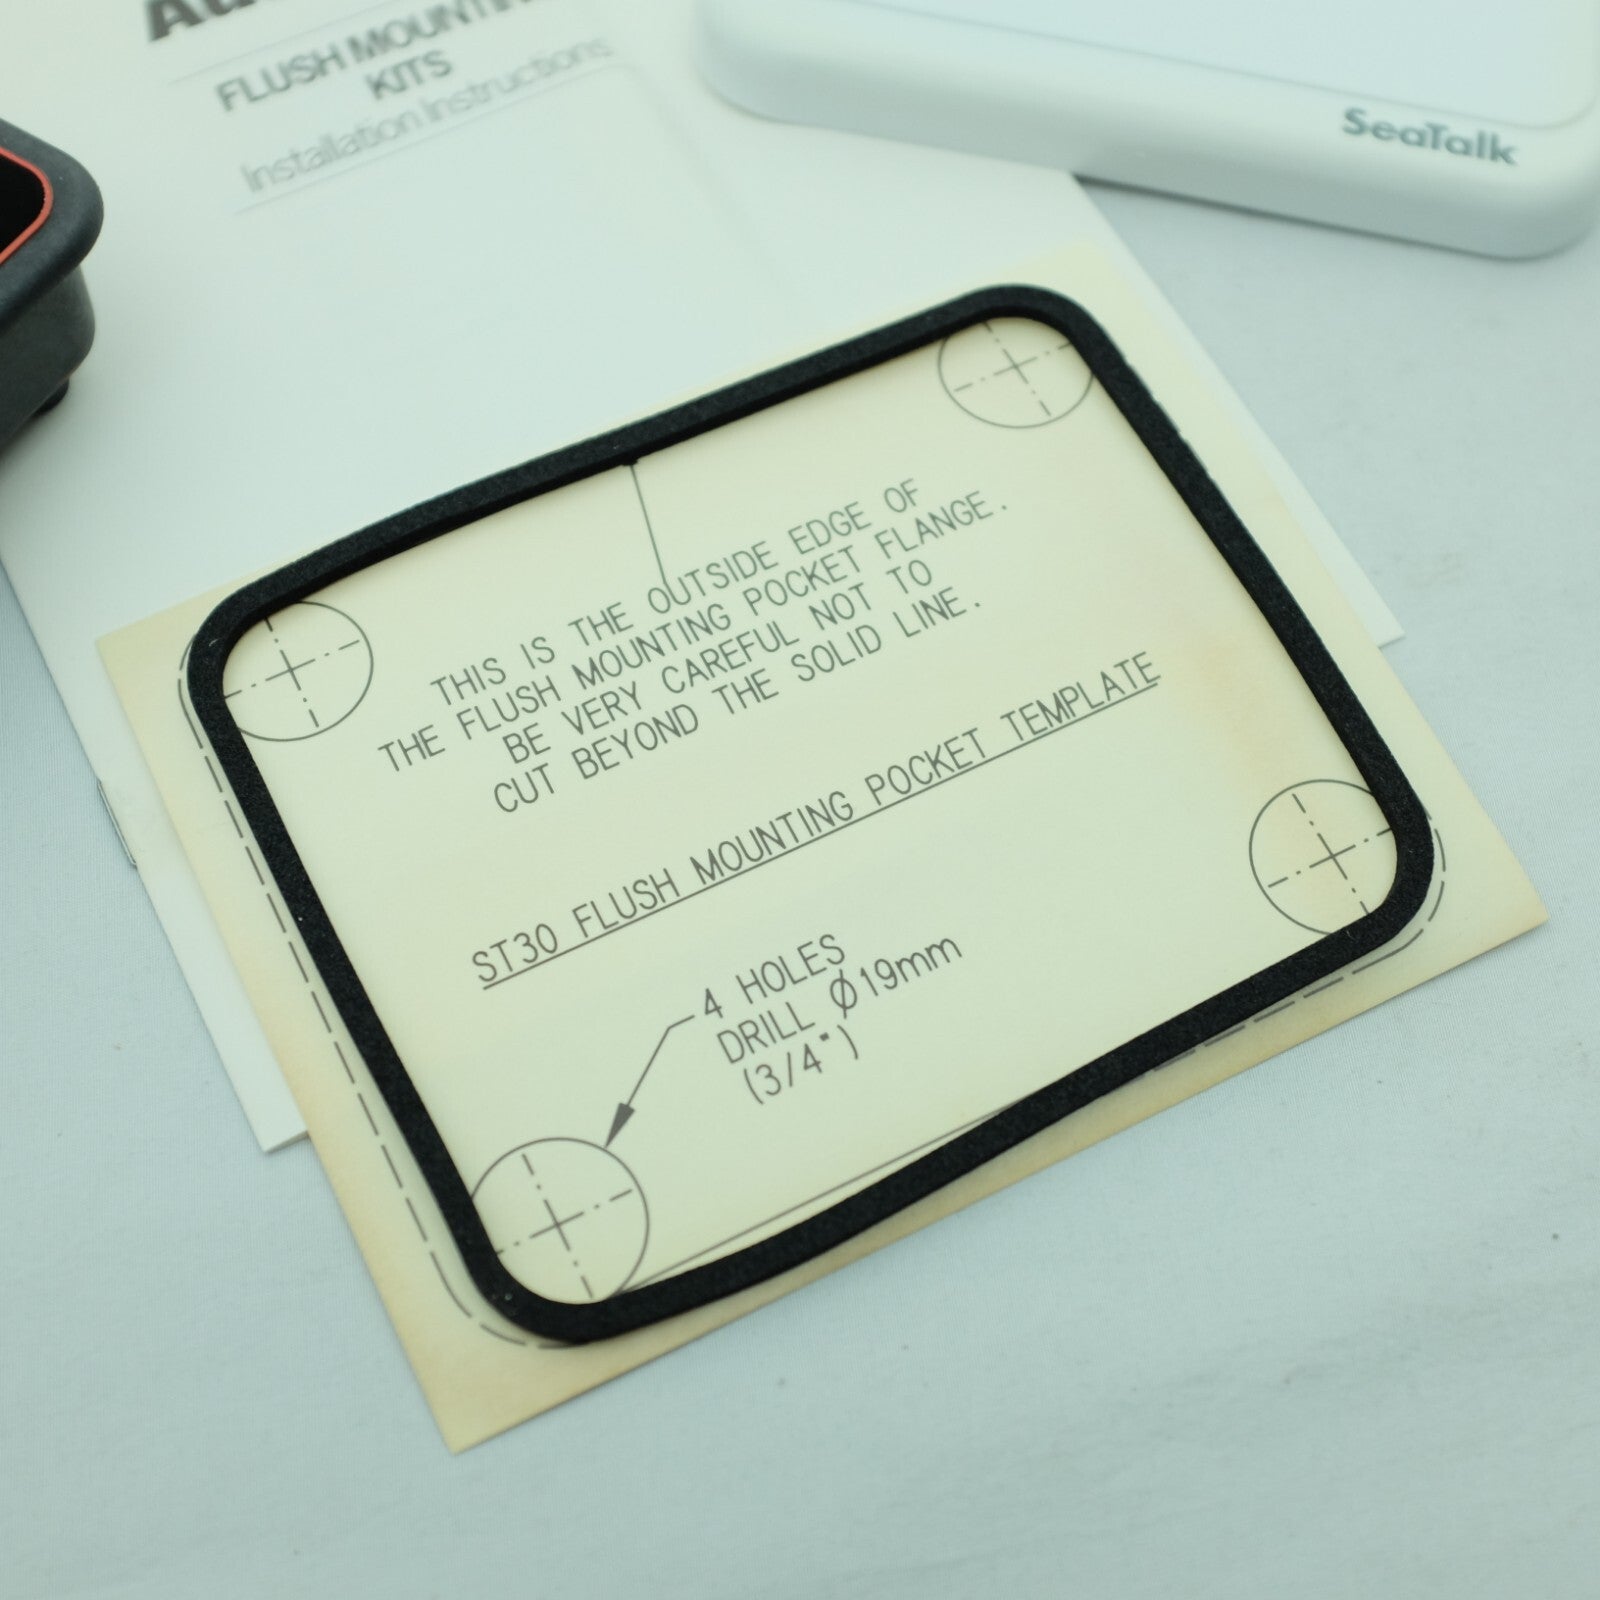 FLUSH MOUNTING
KITS
Installation Instructions
SeaTalk
THIS IS THE OUTSIDE EDGE OF
THE FLUSH MOUNTING POCKET FLANGE.
BE VERY CAREFUL NOT TO
CUT BEYOND THE SOLID LINE.
ST30 FLUSH MOUNTING POCKET TEMPLATE
4 HOLES
DRILL Ø19mm
(3/4")